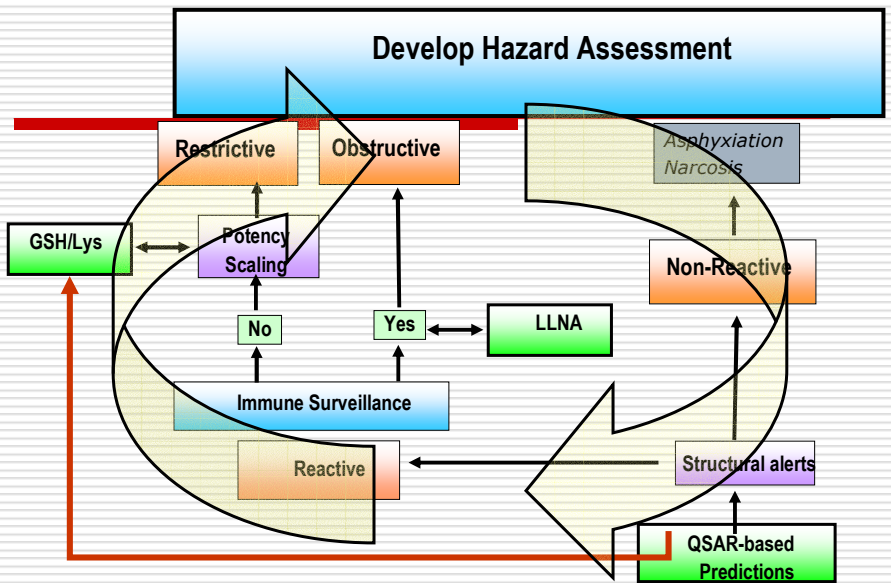 Develop Hazard Assessment
Restrictive
Obstructive
Asphyxiation
Narcosis
GSH/Lys
Potency
Scaling
Non-Reactive
No
Yes
LLNA
Immune Surveillance
Reactive
Structural alerts
QSAR-based
Predictions